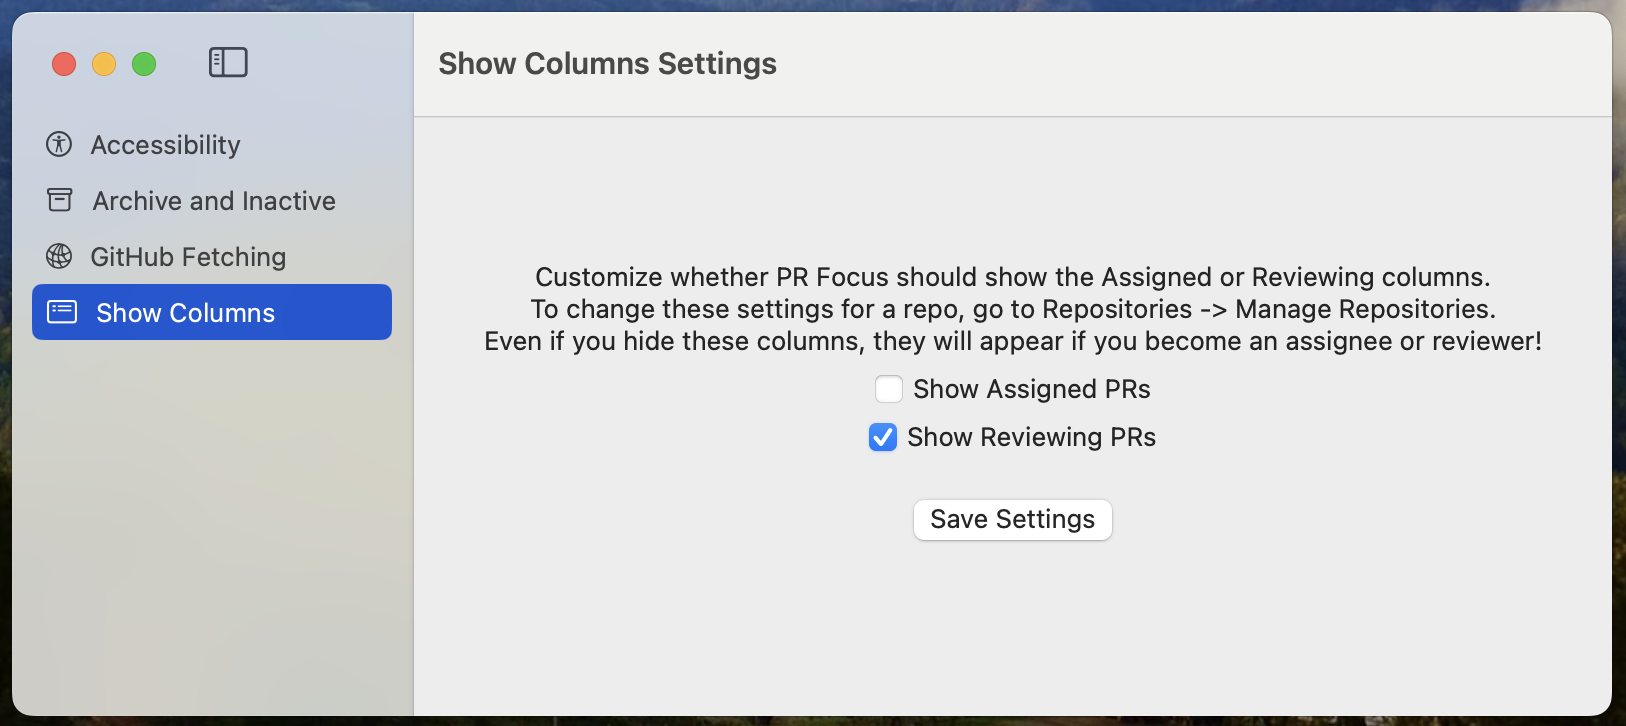 Show Columns Settings
Accessibility
Archive and Inactive
GitHub Fetching
Show Columns
Customize whether PR Focus should show the Assigned or Reviewing columns.
To change these settings for a repo, go to Repositories -> Manage Repositories.
Even if you hide these columns, they will appear if you become an assignee or reviewer!
Show Assigned PRs
Show Reviewing PRs
Save Settings